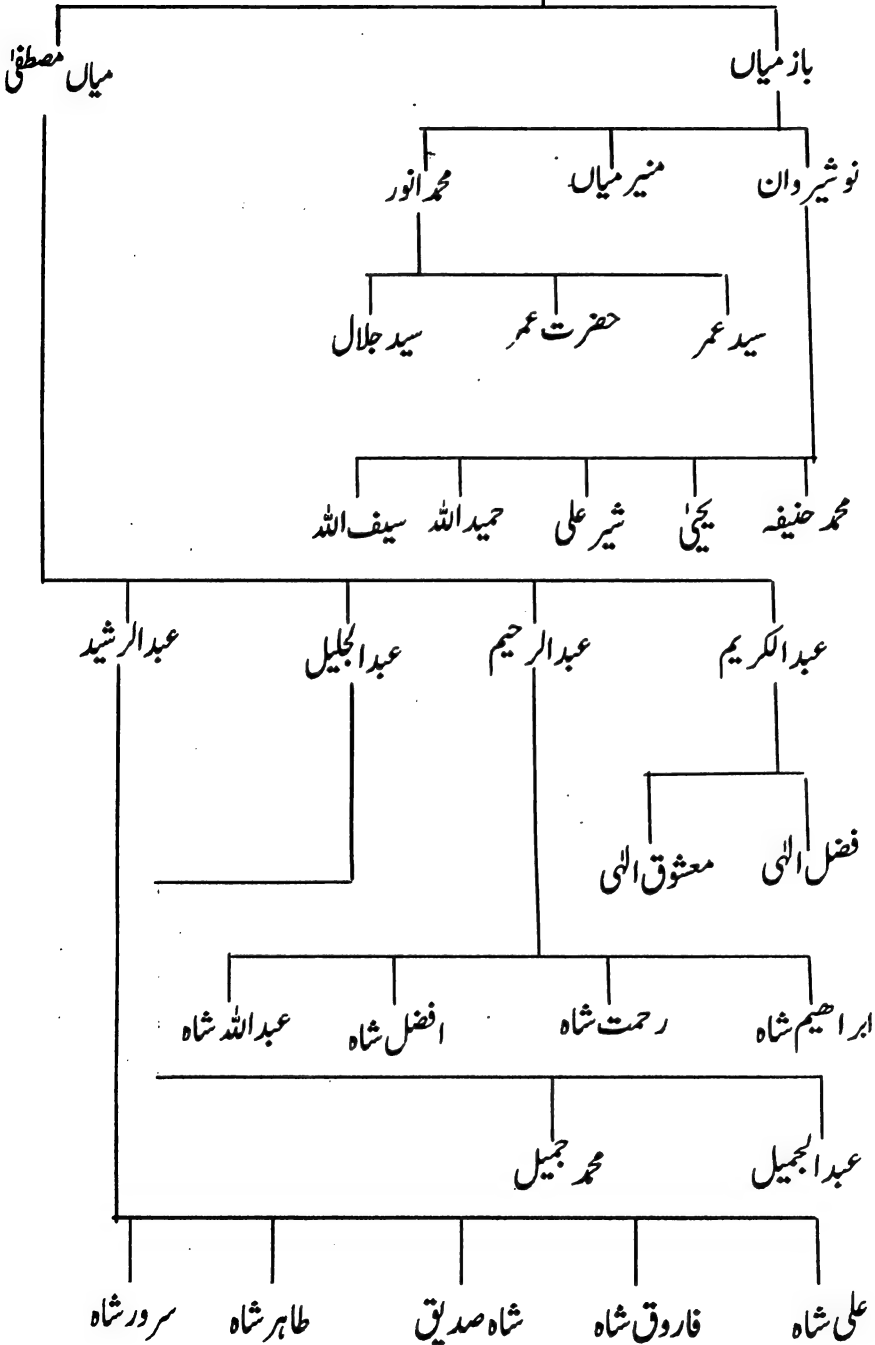 باز میاں میاں مصطفیٰ
نوشیروان منیر میاں محمد انور
سید عمر حضرت عمر سید جلال
محمد حنیفہ یحییٰ شیر علی حمید اللہ سیف اللہ
عبدالکریم عبدالرحیم عبدالجلیل عبدالرشید
فضل الٰہی معشوق الٰہی
ابراھیم شاہ رحمت شاہ افضل شاہ عبداللہ شاہ
عبدالجمیل محمد جمیل
علی شاہ فاروق شاہ شاہ صدیق طاہر شاہ سرور شاہ